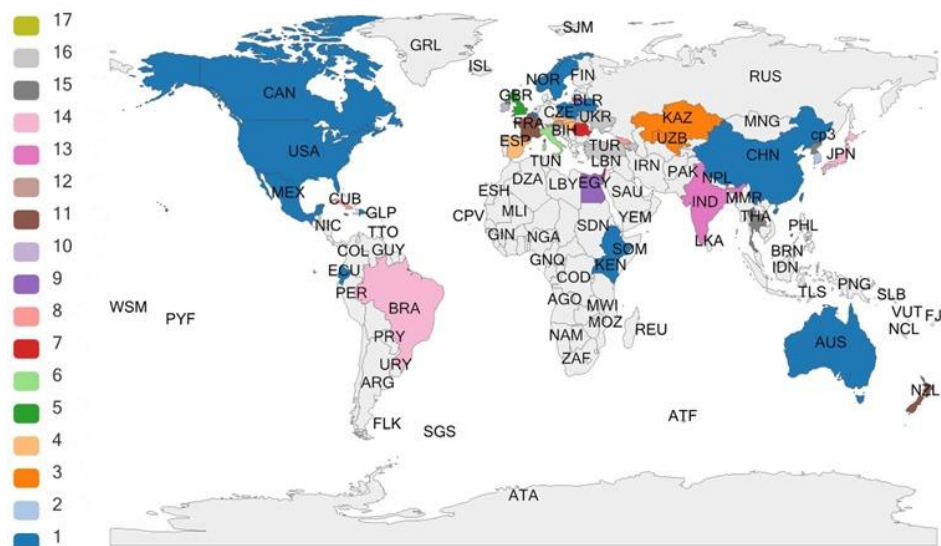 17
16
15
14
13
12
11
10
9
8
7
6
5
4
3
2
1
SJM
GRL
ISL
NOR FIN
RUS
CAN
GBR
BLR
CZE
UKR
FRA
BIH
KAZ
MNG
cp3
USA
ESP
UZB
TUR
CHN
JPN
TUN
LBN
IRN
DZA
LBY EGY
PAK NPL
MEX
CUB
ESH
SAU
IND
MMR
GLP
CPV
MLI
SDN
YEM
THA
PHL
NIC
TTO
GIN
NGA
SOM
LKA
COL GUY
GNQ
BRN
ECU
COD
KEN
IDN
PER
BRA
AGO
MWI
TLS
PNG
SLB
WSM
PYF
MOZ
VUT FJ
PRY
NAM
REU
NCL
URY
ZAF
AUS
ARG
NZL
FLK
SGS
ATF
ATA